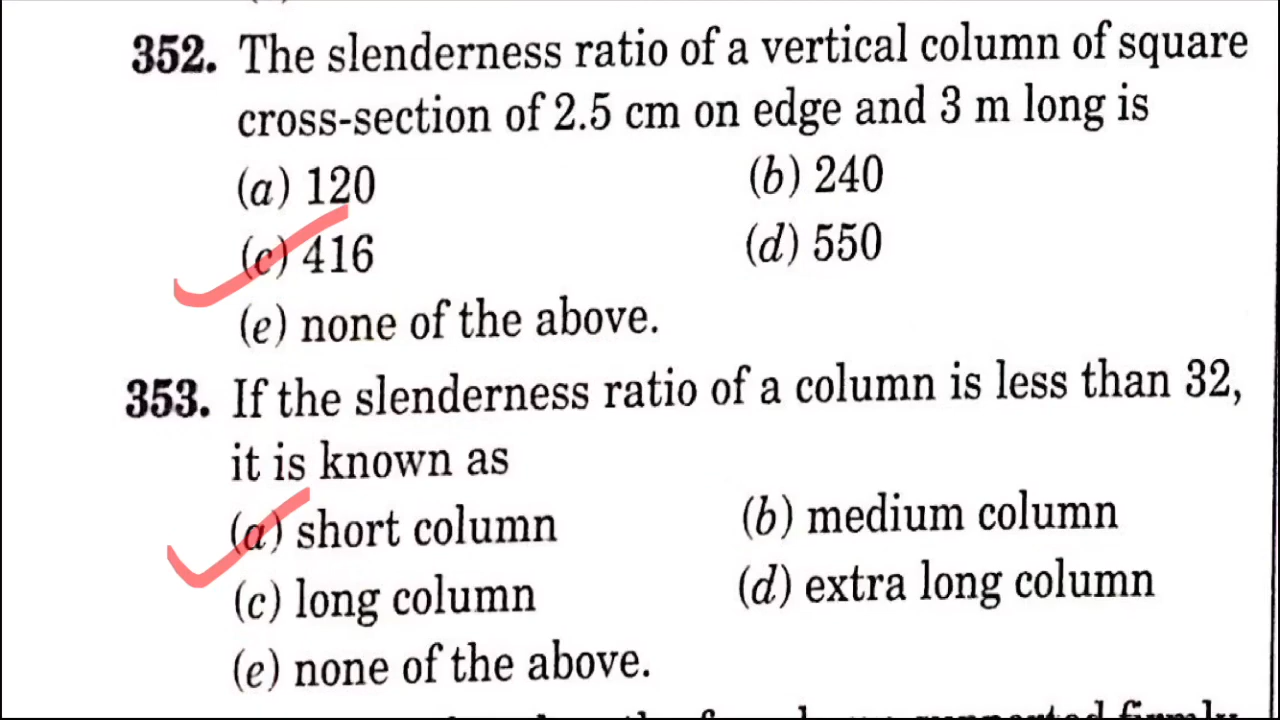 352. The slenderness ratio of a vertical column of square
cross-section of 2.5 cm on edge and 3 m long is
(a) 120 (b) 240
(c) 416 (d) 550
(e) none of the above.
353. If the slenderness ratio of a column is less than 32,
it is known as
(a) short column (b) medium column
(c) long column (d) extra long column
(e) none of the above.